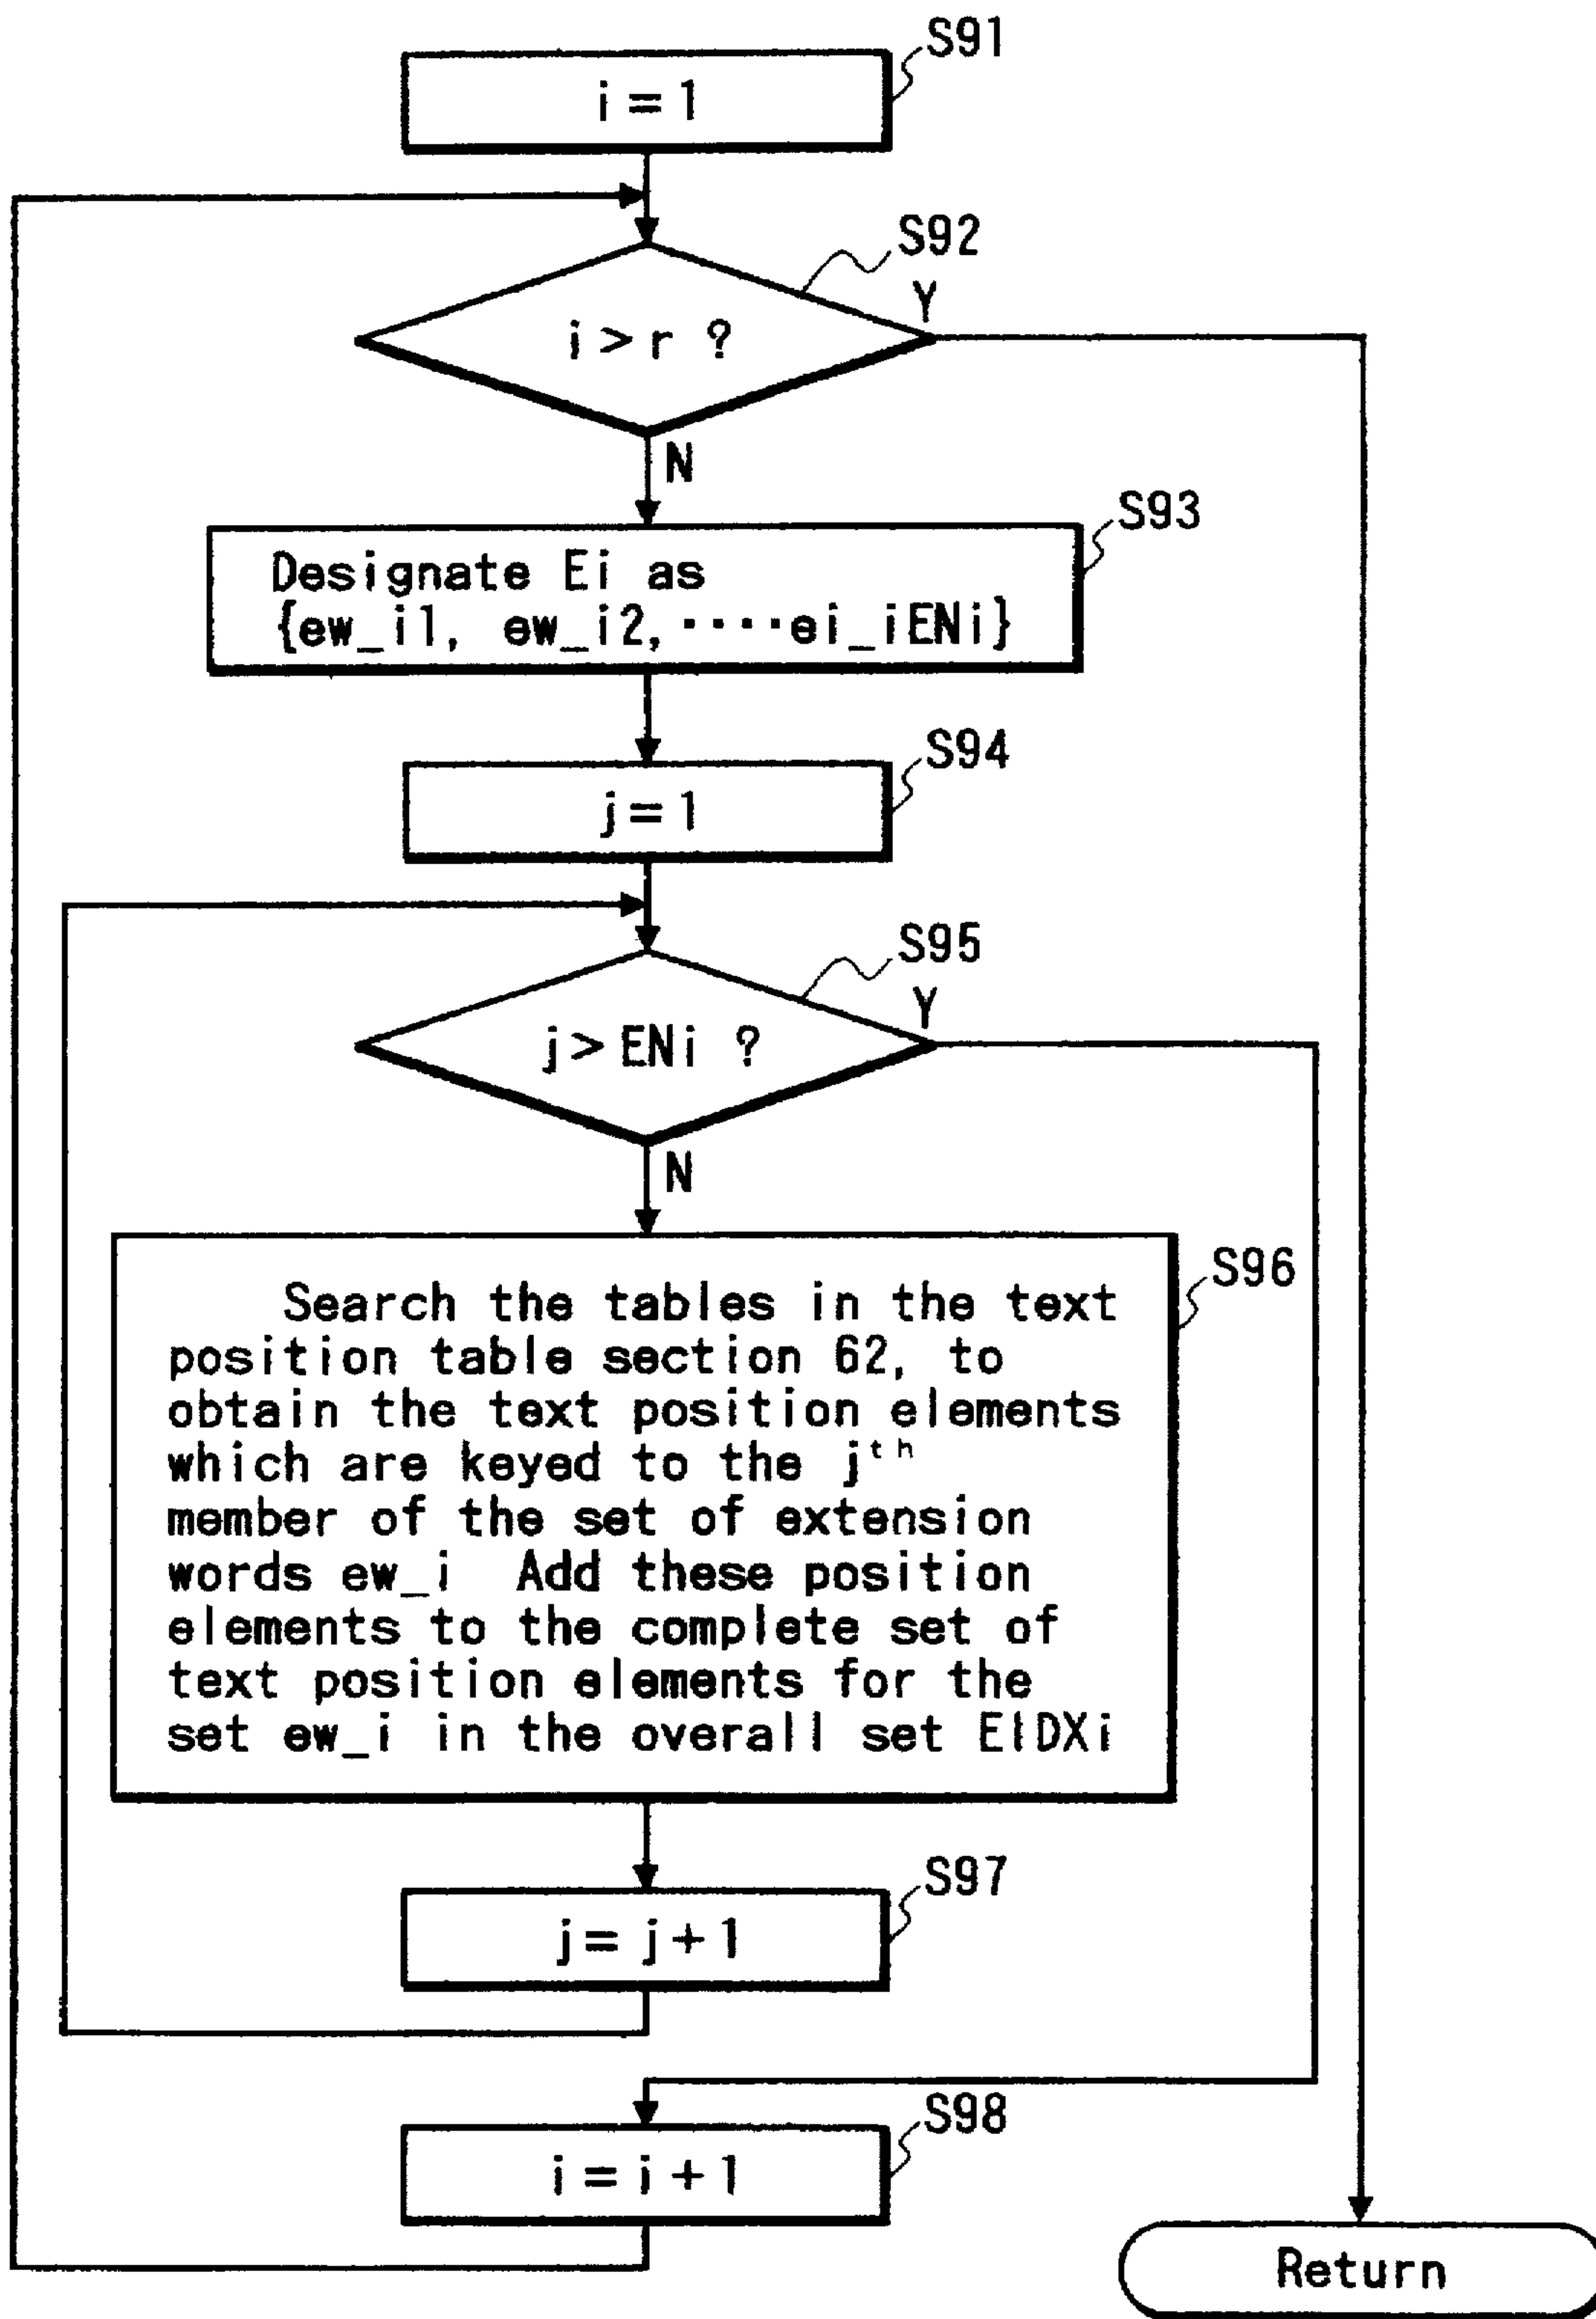 S91
i = 1
S92
i > r ?
Y
N
S93
Designate Ei as
{ew_i1, ew_i2, ····ei_iENi}
S94
j = 1
S95
j > ENi ?
Y
N
S96
Search the tables in the text
position table section 62, to
obtain the text position elements
which are keyed to the jᵗʰ
member of the set of extension
words ew_i Add these position
elements to the complete set of
text position elements for the
set ew_i in the overall set EIDXi
S97
j = j + 1
S98
i = i + 1
Return